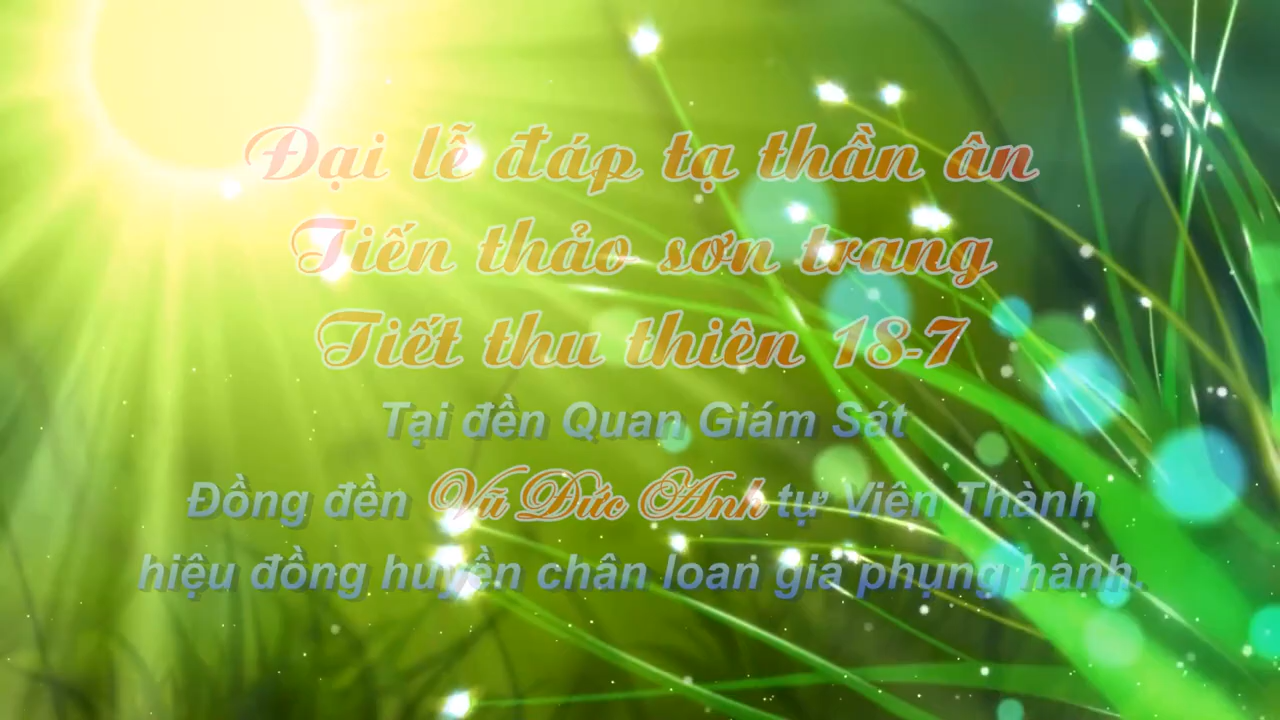 Đại lễ đáp tạ thần ân
Tiến thảo sơn trang
Tiết thu thiên 18-7
Tại đền Quan Giám Sát
Đồng đền Vũ Đức Anh tự Viên Thành
hiệu đồng huyền chân loan giá phụng hành.